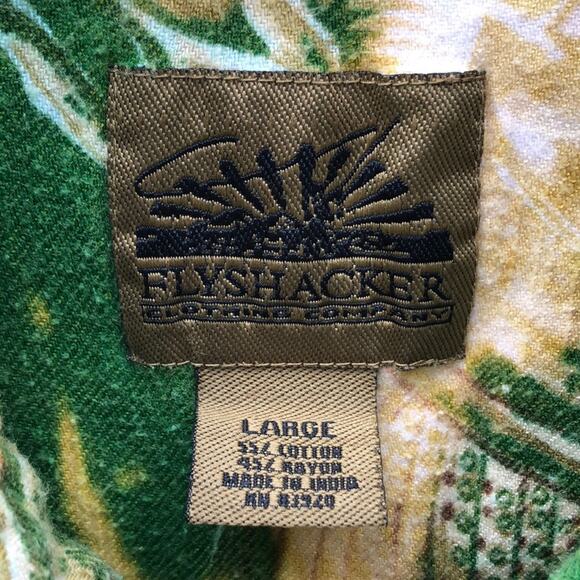 FLYSHACKER
CLOTHING COMPANY
LARGE
55% COTTON
45% RAYON
MADE IN INDIA
RN 83920